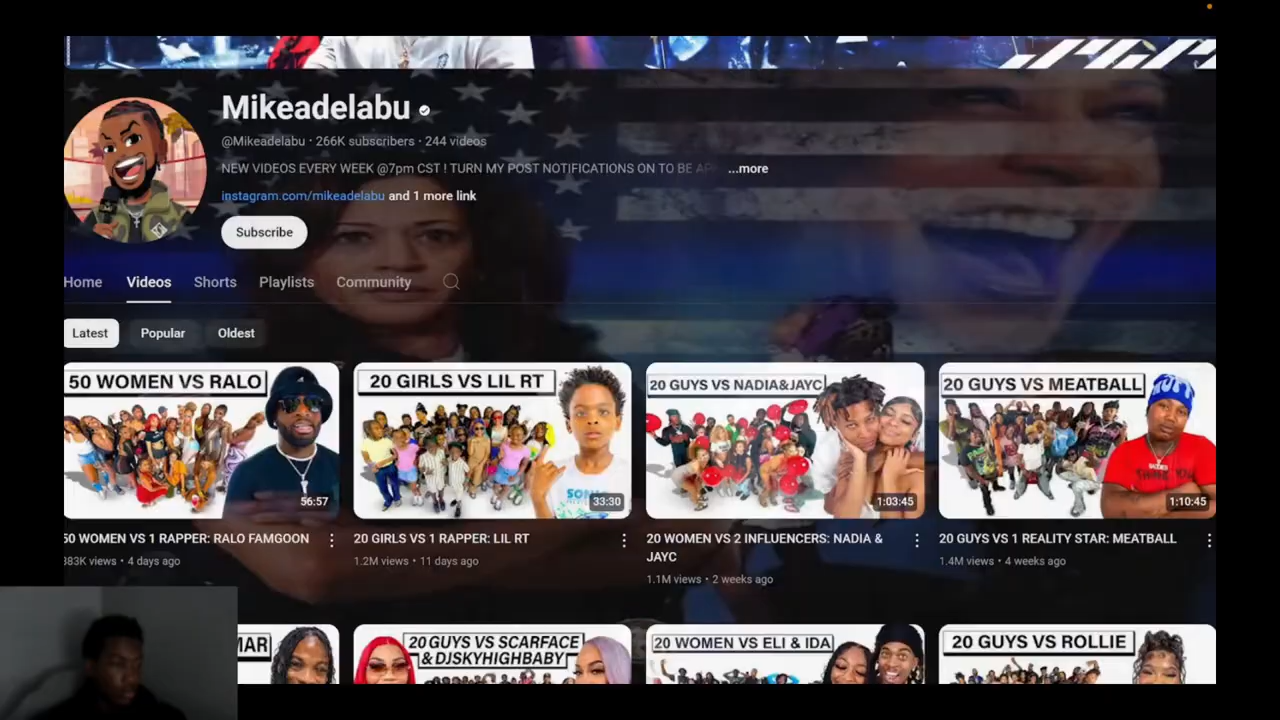 Mikeadelabu
@Mikeadelabu • 266K subscribers • 244 videos
NEW VIDEOS EVERY WEEK @7pm CST ! TURN MY POST NOTIFICATIONS ON TO BE ...more
instagram.com/mikeadelabu and 1 more link
Subscribe
Home Videos Shorts Playlists Community
Latest Popular Oldest
50 WOMEN VS RALO
56:57
20 GIRLS VS LIL RT
33:30
20 GUYS VS NADIA&JAYC
1:03:45
20 GUYS VS MEATBALL
1:10:45
50 WOMEN VS 1 RAPPER: RALO FAMGOON
383K views • 4 days ago
20 GIRLS VS 1 RAPPER: LIL RT
1.2M views • 11 days ago
20 WOMEN VS 2 INFLUENCERS: NADIA &
JAYC
1.1M views • 2 weeks ago
20 GUYS VS 1 REALITY STAR: MEATBALL
1.4M views • 4 weeks ago
20 GUYS VS SCARFACE
& DJSKYHIGHBABY
20 WOMEN VS ELI & IDA
20 GUYS VS ROLLIE